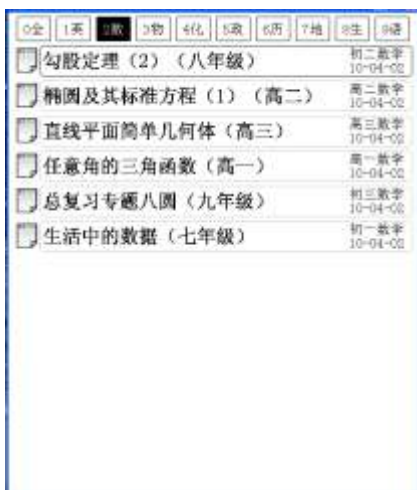 0全 1英 2数 3物 4化 5政 6历 7地 8生 9语
勾股定理（2）（八年级） 初二数学 10-04-02
椭圆及其标准方程（1）（高二） 高二数学 10-04-02
直线平面简单几何体（高三） 高三数学 10-04-02
任意角的三角函数（高一） 高一数学 10-04-02
总复习专题八圆（九年级） 初三数学 10-04-02
生活中的数据（七年级） 初一数学 10-04-02